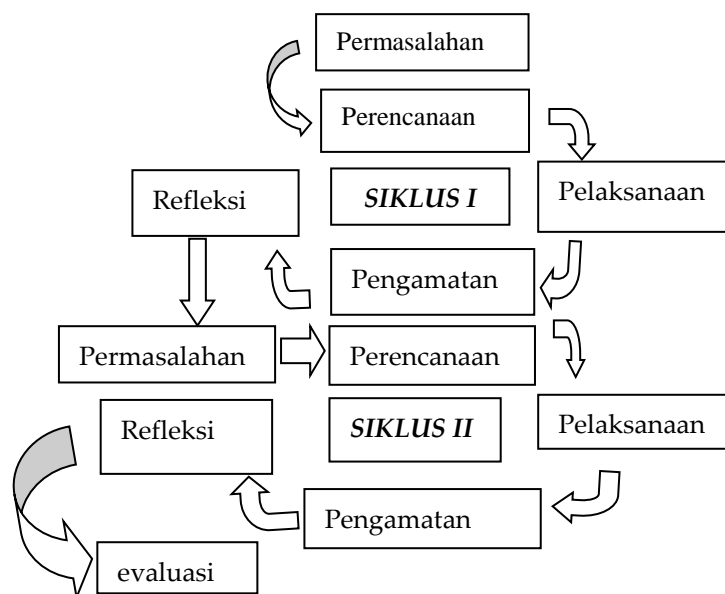 Permasalahan
Perencanaan
Refleksi
SIKLUS I
Pelaksanaan
Pengamatan
Permasalahan
Perencanaan
Refleksi
SIKLUS II
Pelaksanaan
Pengamatan
evaluasi